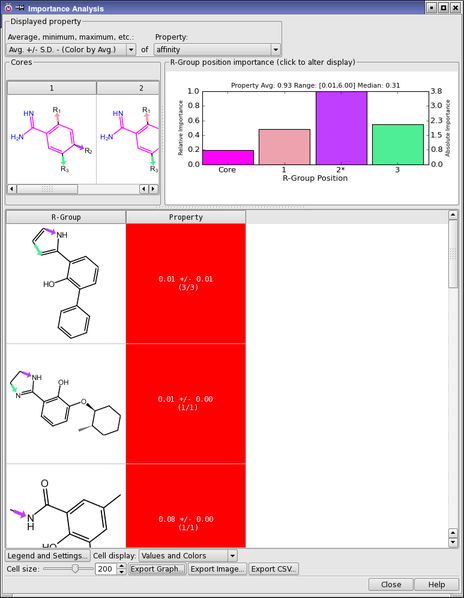 Importance Analysis
Displayed property
Average, minimum, maximum, etc.: Property:
Avg. +/- S.D. - (Color by Avg.) of affinity
Cores
1 2
HN R₁ HN R₁
H₂N R₂ H₂N
R₃ R₃
R-Group position importance (click to alter display)
Property Avg: 0.93 Range: [0.01,6.00] Median: 0.31
Relative Importance
1.0
0.8
0.6
0.4
0.2
0.0
3.8
3.0
2.3
1.5
0.8
0.0
Absolute Importance
Core 1 2* 3
R-Group Position
R-Group Property
NH
HO
0.01 +/- 0.01
(3/3)
NH
N
OH
O
0.01 +/- 0.00
(1/1)
O
N
H
HO
0.08 +/- 0.00
(1/1)
Legend and Settings... Cell display: Values and Colors
Cell size: 200 Export Graph... Export Image... Export CSV...
Close Help